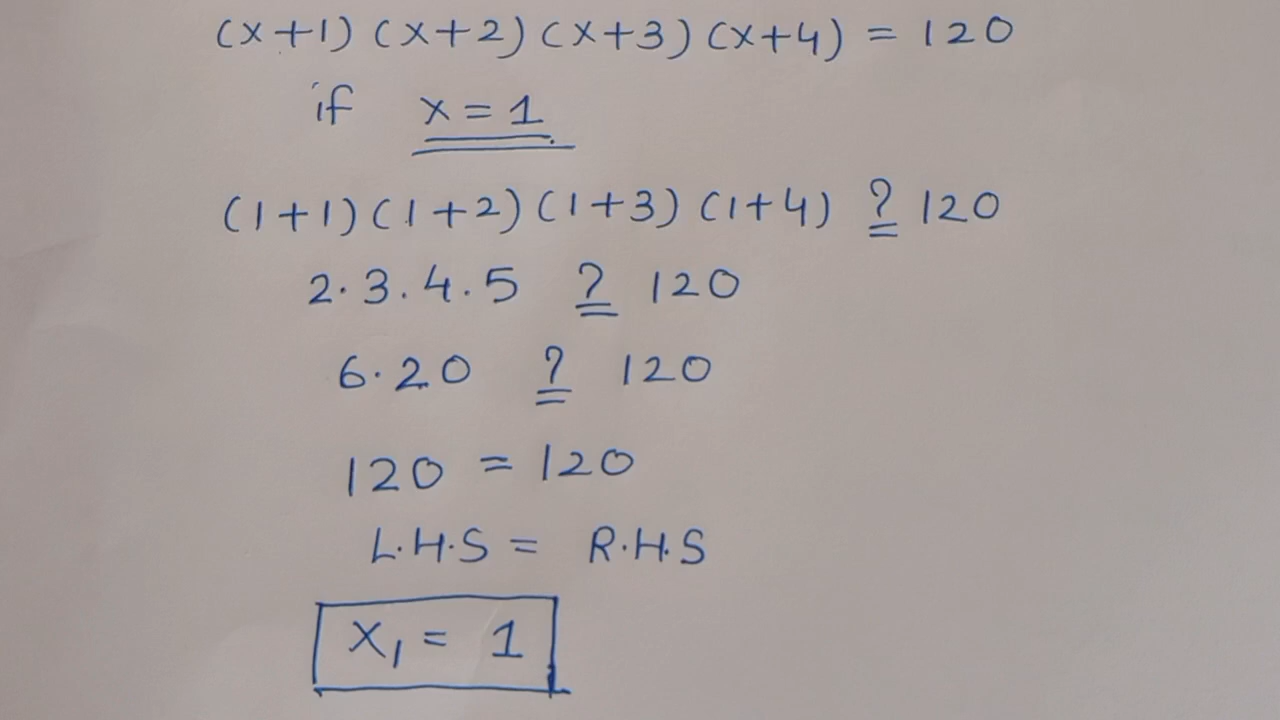 (x+1) (x+2) (x+3) (x+4) = 120
if x = 1
(1+1) (1+2) (1+3) (1+4) ≟ 120
2·3.4.5 ≟ 120
6·20 ≟ 120
120 = 120
L.H.S = R.H.S
x₁ = 1